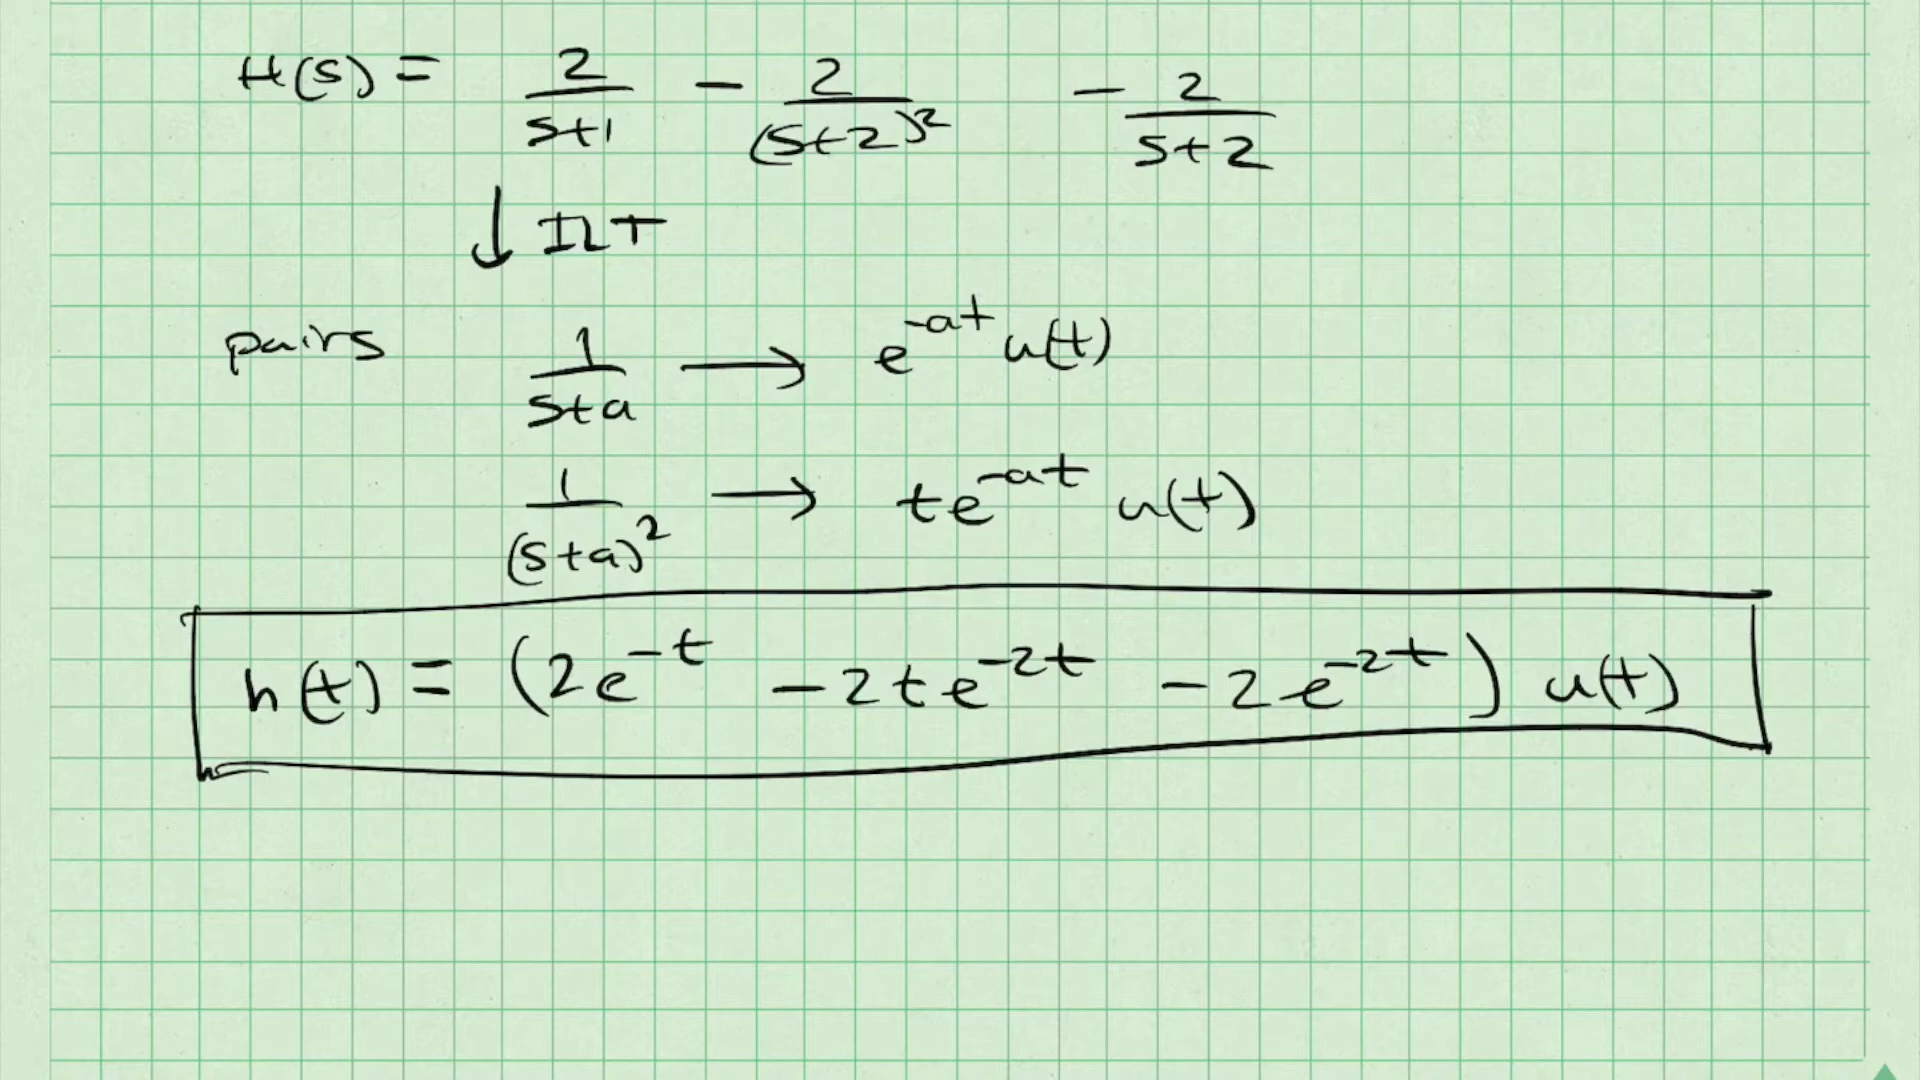 H(s) = 2/(s+1) - 2/(s+2)² - 2/(s+2)
↓ ILT
pairs 1/(s+a) → e^(-at) u(t)
1/(s+a)² → te^(-at) u(t)
h(t) = (2e^(-t) - 2te^(-2t) - 2e^(-2t)) u(t)